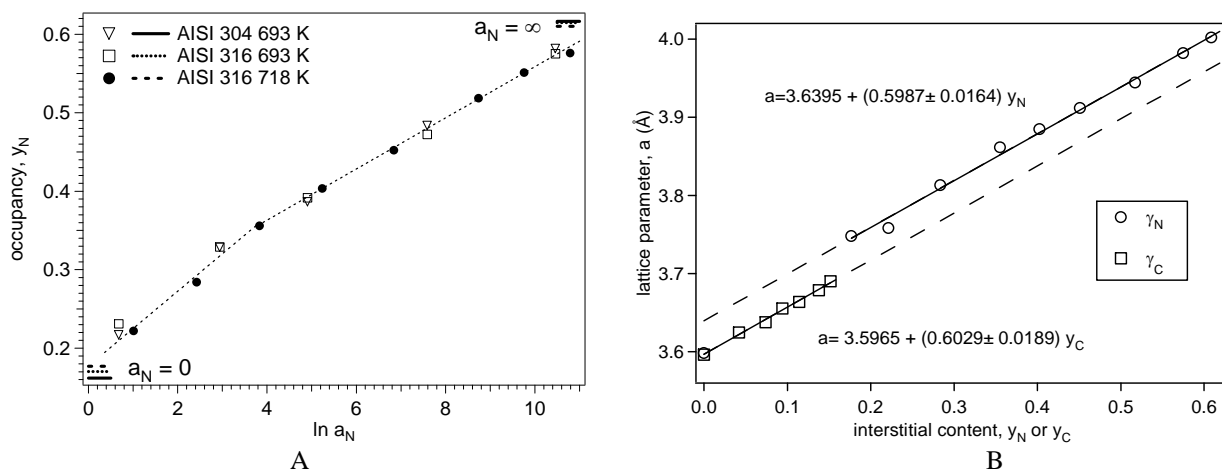 0.6
0.5
0.4
0.3
0.2
occupancy, y_N
AISI 304 693 K
AISI 316 693 K
AISI 316 718 K
a_N = ∞
a_N = 0
0 2 4 6 8 10
ln a_N
A
4.0
3.9
3.8
3.7
3.6
lattice parameter, a (Å)
a=3.6395 + (0.5987± 0.0164) y_N
γ_N
γ_C
a= 3.5965 + (0.6029± 0.0189) y_C
0.0 0.1 0.2 0.3 0.4 0.5 0.6
interstitial content, y_N or y_C
B